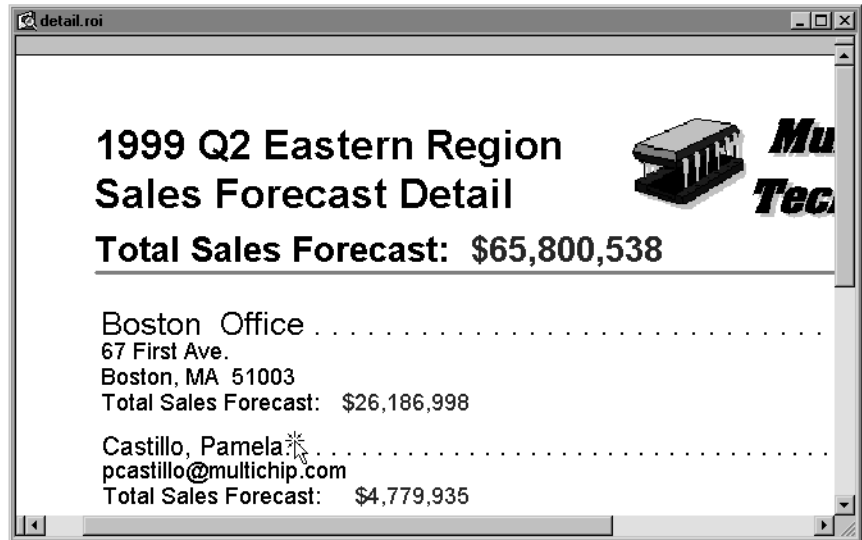 detail.roi
1999 Q2 Eastern Region
Sales Forecast Detail
Mu
Tec
Total Sales Forecast: $65,800,538
Boston Office . . . . . . . . . . . . . . . . . . . . . . . . . . . . . .
67 First Ave.
Boston, MA 51003
Total Sales Forecast: $26,186,998
Castillo, Pamela . . . . . . . . . . . . . . . . . . . . . . . . . . . . . .
pcastillo@multichip.com
Total Sales Forecast: $4,779,935